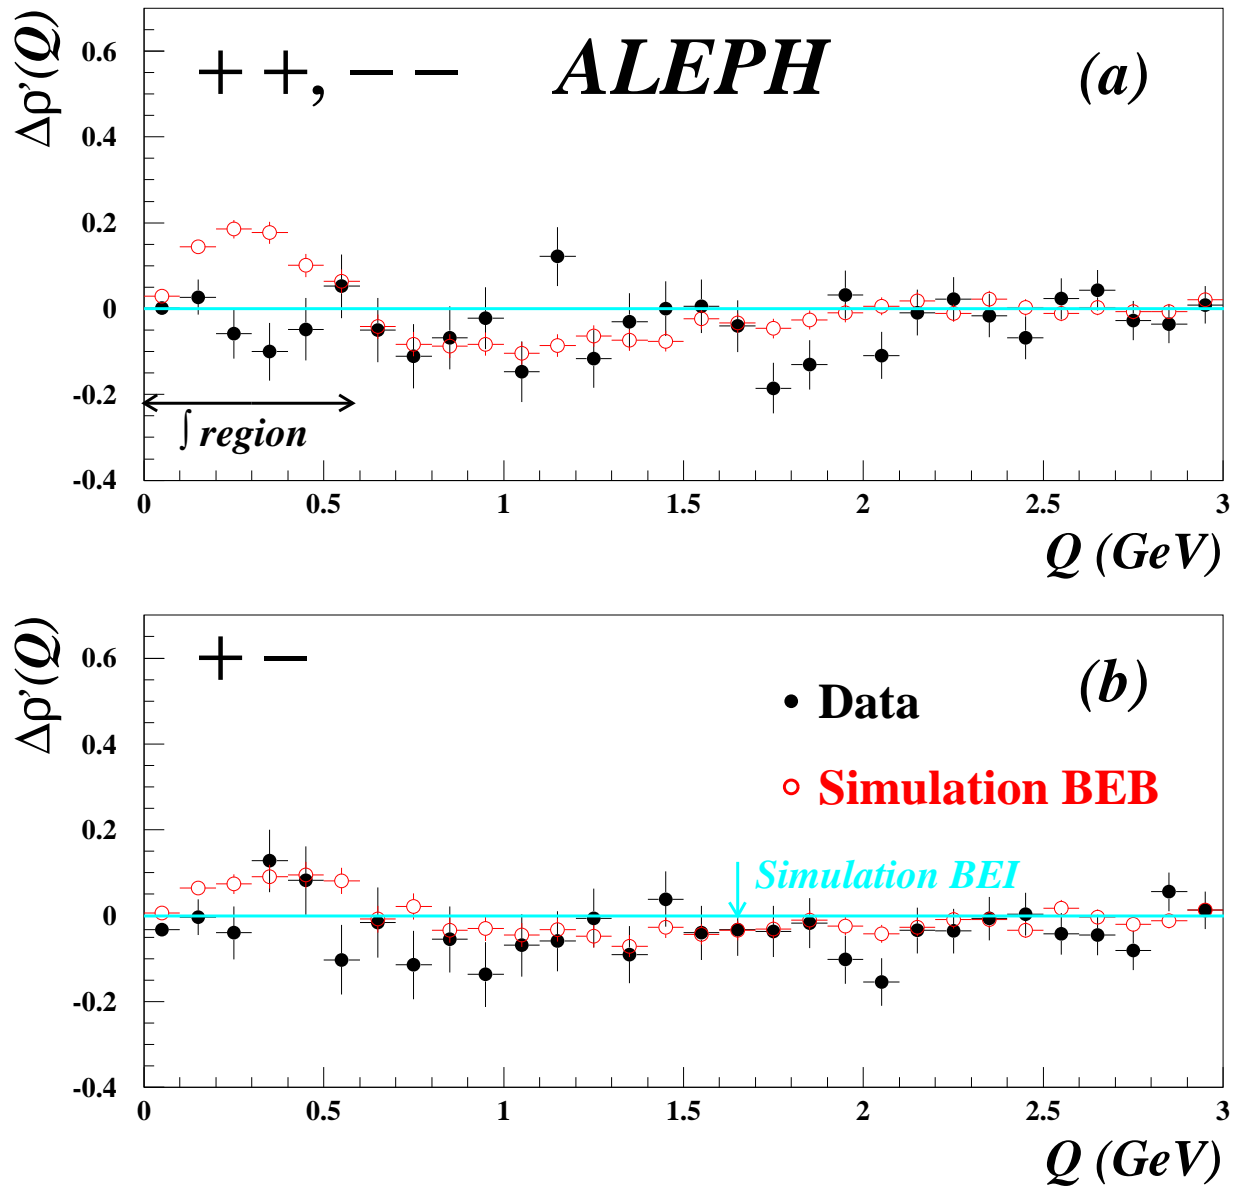 Δρ'(Q)
++, −− ALEPH (a)
0.6
0.4
0.2
0
-0.2
-0.4
∫ region
0 0.5 1 1.5 2 2.5 3
Q (GeV)
Δρ'(Q)
+− (b)
0.6
0.4
0.2
0
-0.2
-0.4
Data
Simulation BEB
Simulation BEI
0 0.5 1 1.5 2 2.5 3
Q (GeV)